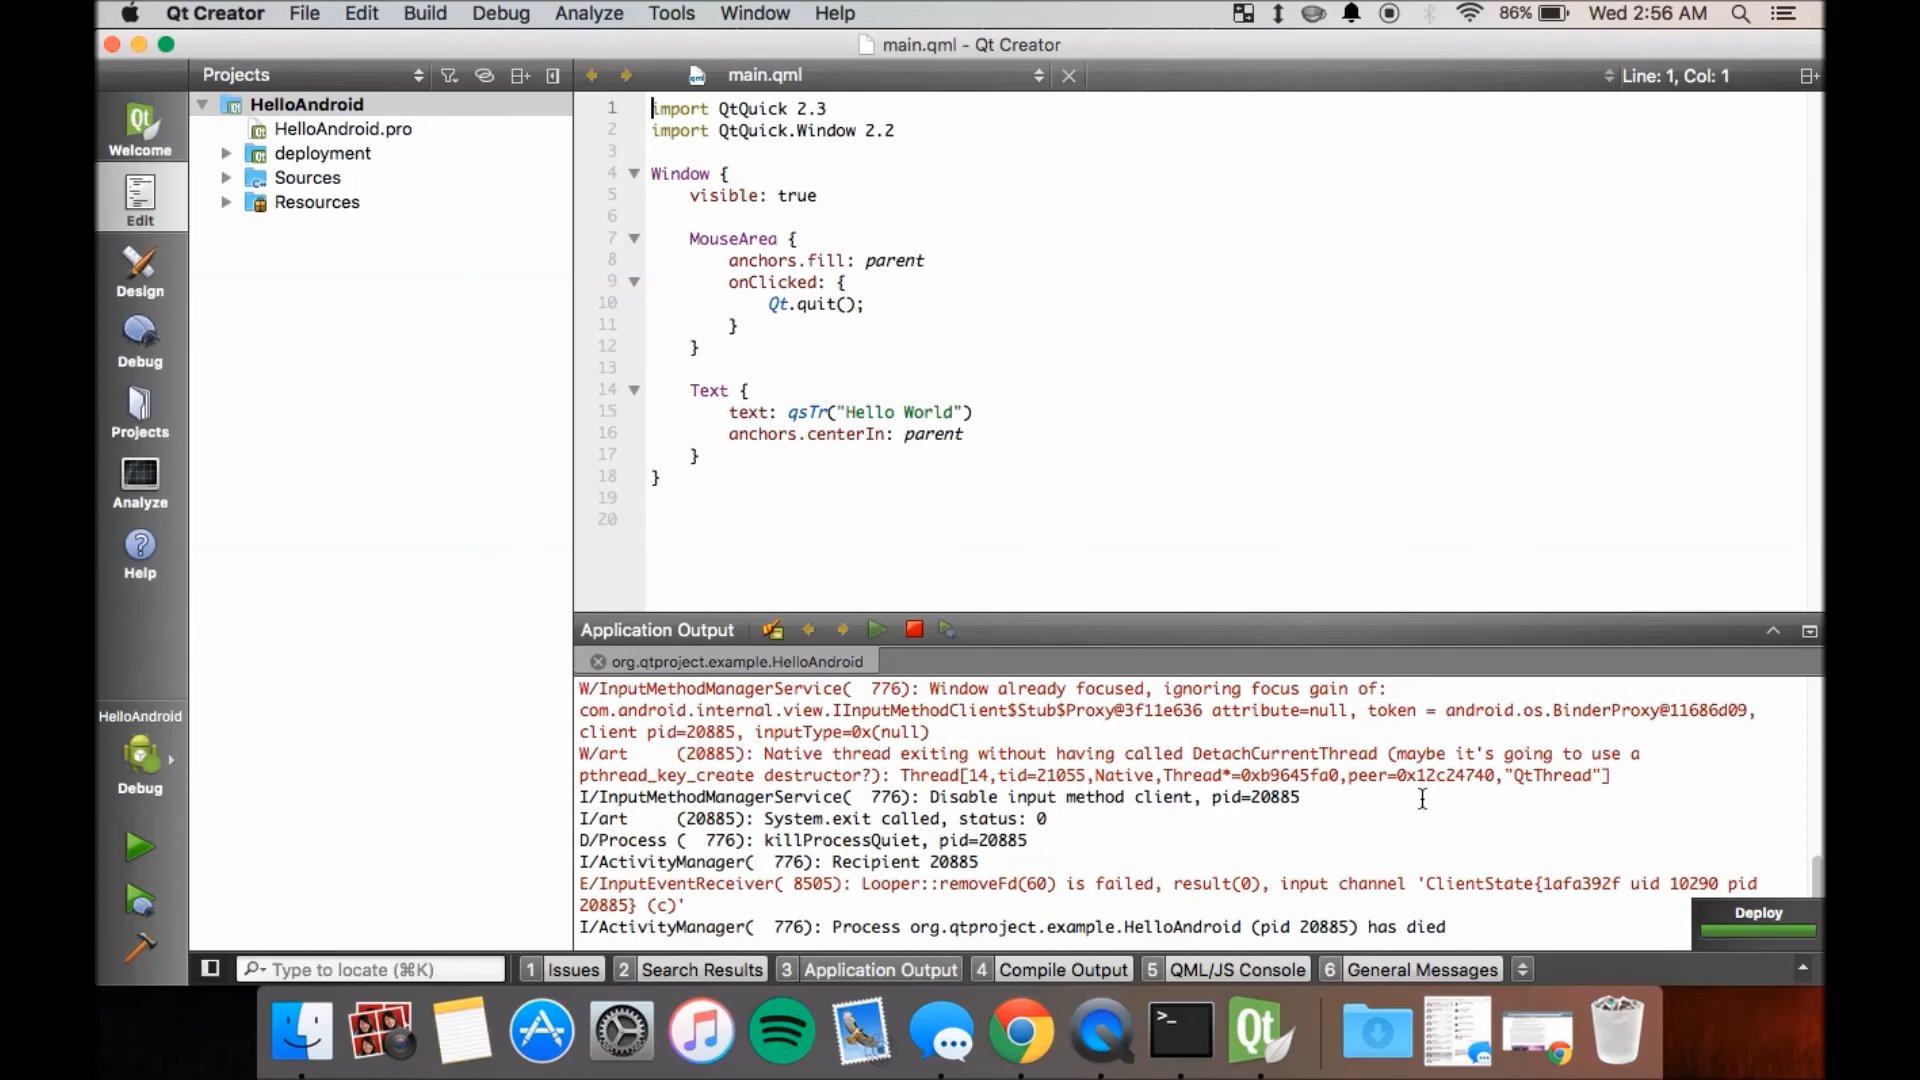 Qt Creator File Edit Build Debug Analyze Tools Window Help 86% Wed 2:56 AM
main.qml - Qt Creator
Projects main.qml Line: 1, Col: 1
Welcome
Edit
Design
Debug
Projects
Analyze
Help
HelloAndroid
Debug
HelloAndroid
HelloAndroid.pro
deployment
Sources
Resources
1 import QtQuick 2.3
2 import QtQuick.Window 2.2
3
4 Window {
5 visible: true
6
7 MouseArea {
8 anchors.fill: parent
9 onClicked: {
10 Qt.quit();
11 }
12 }
13
14 Text {
15 text: qsTr("Hello World")
16 anchors.centerIn: parent
17 }
18 }
19
20
Application Output
org.qtproject.example.HelloAndroid
W/InputMethodManagerService( 776): Window already focused, ignoring focus gain of:
com.android.internal.view.IInputMethodClient$Stub$Proxy@3f11e636 attribute=null, token = android.os.BinderProxy@11686d09,
client pid=20885, inputType=0x(null)
W/art (20885): Native thread exiting without having called DetachCurrentThread (maybe it's going to use a
pthread_key_create destructor?): Thread[14,tid=21055,Native,Thread*=0xb9645fa0,peer=0x12c24740,"QtThread"]
I/InputMethodManagerService( 776): Disable input method client, pid=20885
I/art (20885): System.exit called, status: 0
D/Process ( 776): killProcessQuiet, pid=20885
I/ActivityManager( 776): Recipient 20885
E/InputEventReceiver( 8505): Looper::removeFd(60) is failed, result(0), input channel 'ClientState{1afa392f uid 10290 pid
20885} (c)'
I/ActivityManager( 776): Process org.qtproject.example.HelloAndroid (pid 20885) has died
Deploy
Type to locate (⌘K) 1 Issues 2 Search Results 3 Application Output 4 Compile Output 5 QML/JS Console 6 General Messages